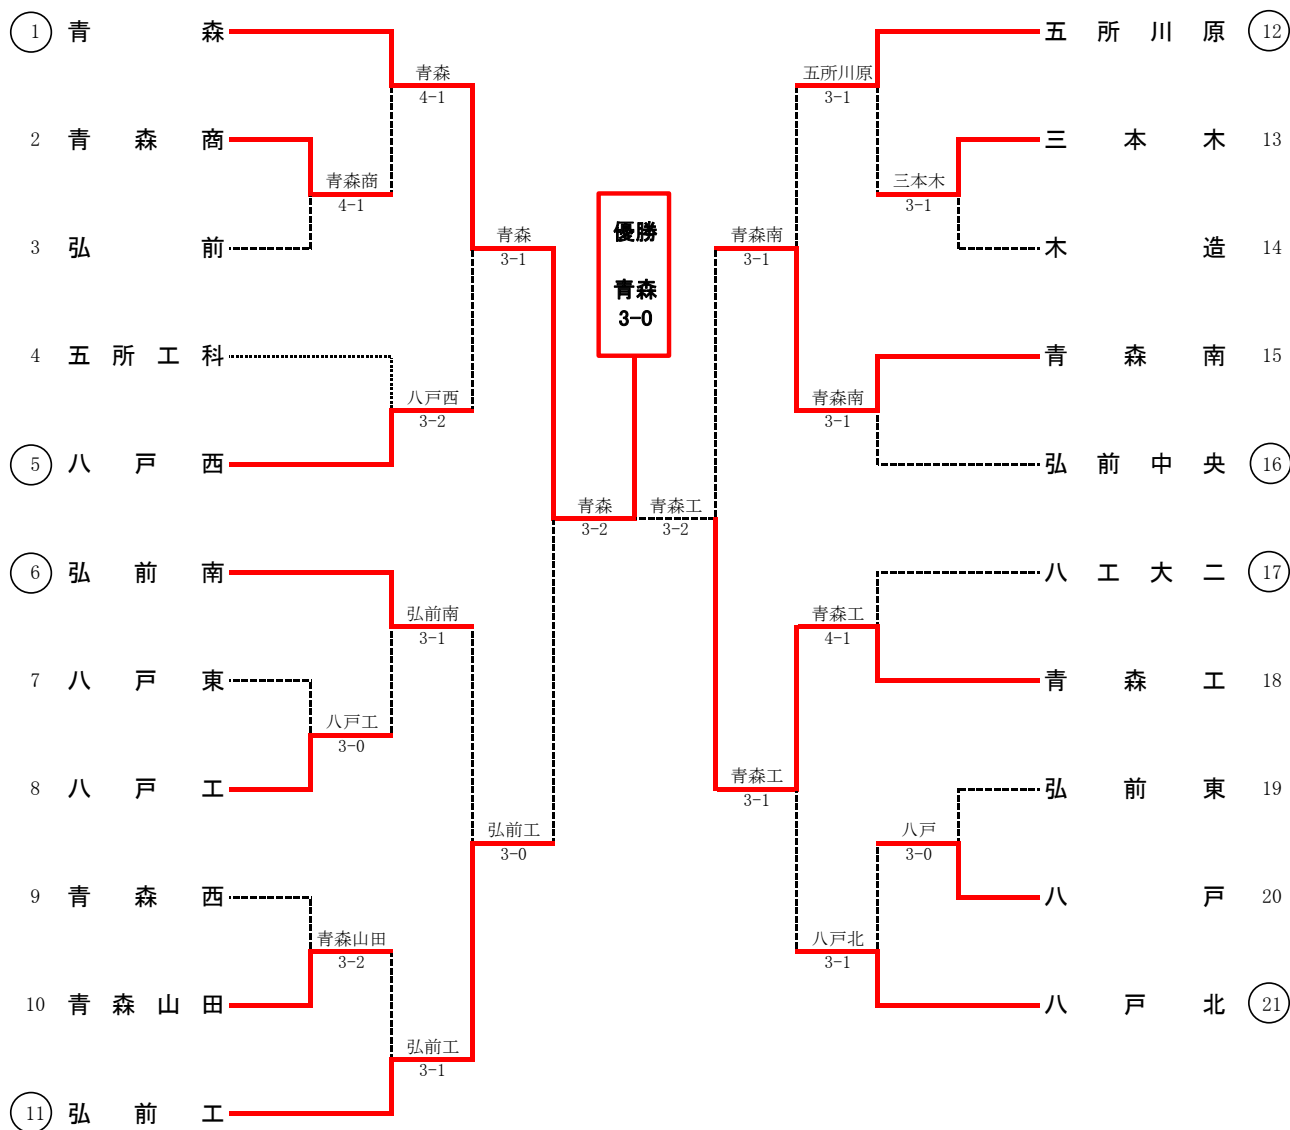 1 青森
2 青森商
3 弘前
4 五所工科
5 八戸西
6 弘前南
7 八戸東
8 八戸工
9 青森西
10 青森山田
11 弘前工
青森
4-1
青森商
4-1
青森
3-1
八戸西
3-2
弘前南
3-1
八戸工
3-0
弘前工
3-0
青森山田
3-2
弘前工
3-1
青森
3-2
優勝
青森
3-0
青森工
3-2
青森南
3-1
五所川原
3-1
三本木
3-1
青森南
3-1
青森工
4-1
青森工
3-1
八戸
3-0
八戸北
3-1
五所川原 12
三本木 13
木造 14
青森南 15
弘前中央 16
八工大二 17
青森工 18
弘前東 19
八戸 20
八戸北 21